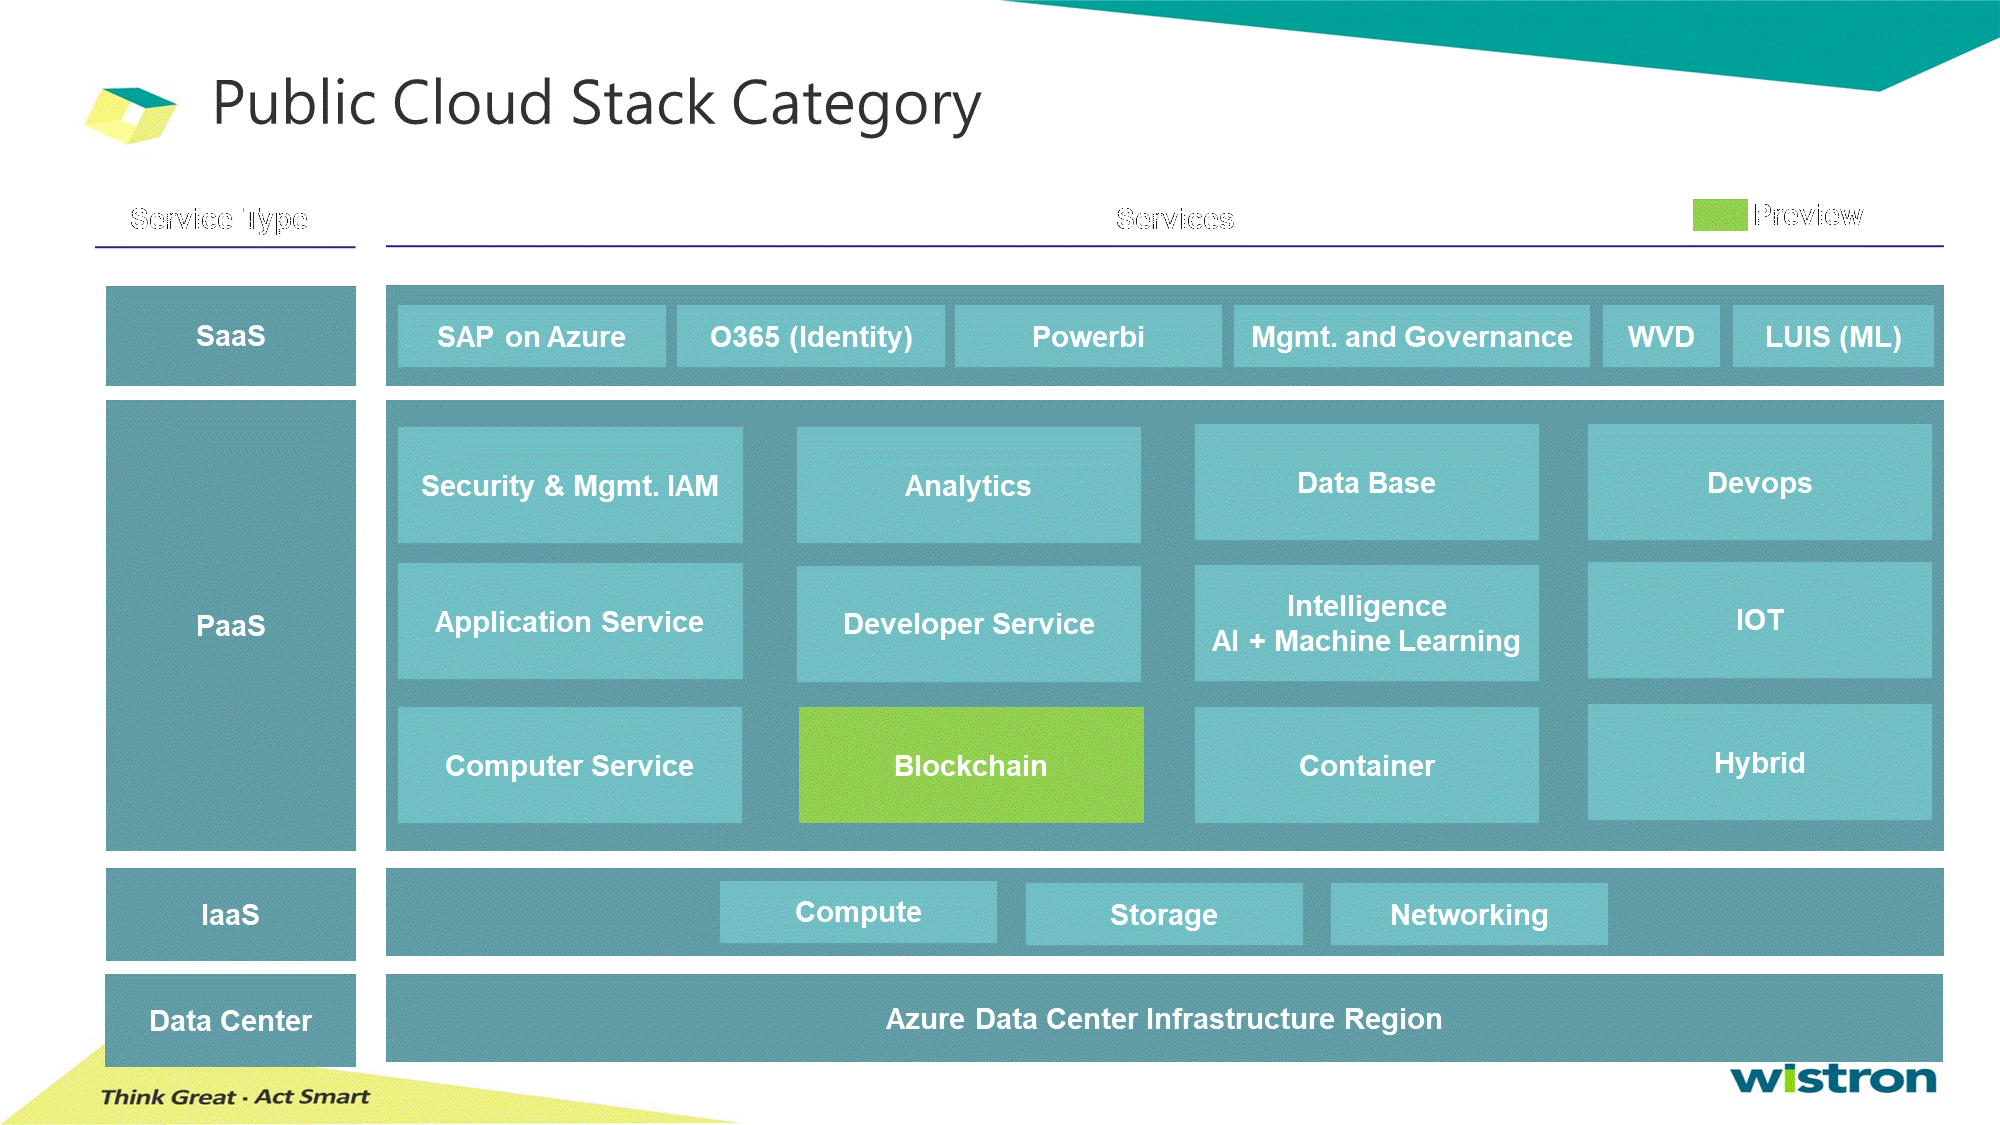 Public Cloud Stack Category
Service Type
Services
Preview
SaaS
SAP on Azure
O365 (Identity)
Powerbi
Mgmt. and Governance
WVD
LUIS (ML)
PaaS
Security & Mgmt. IAM
Analytics
Data Base
Devops
Application Service
Developer Service
Intelligence
AI + Machine Learning
IOT
Computer Service
Blockchain
Container
Hybrid
IaaS
Compute
Storage
Networking
Data Center
Azure Data Center Infrastructure Region
Think Great · Act Smart
wistron